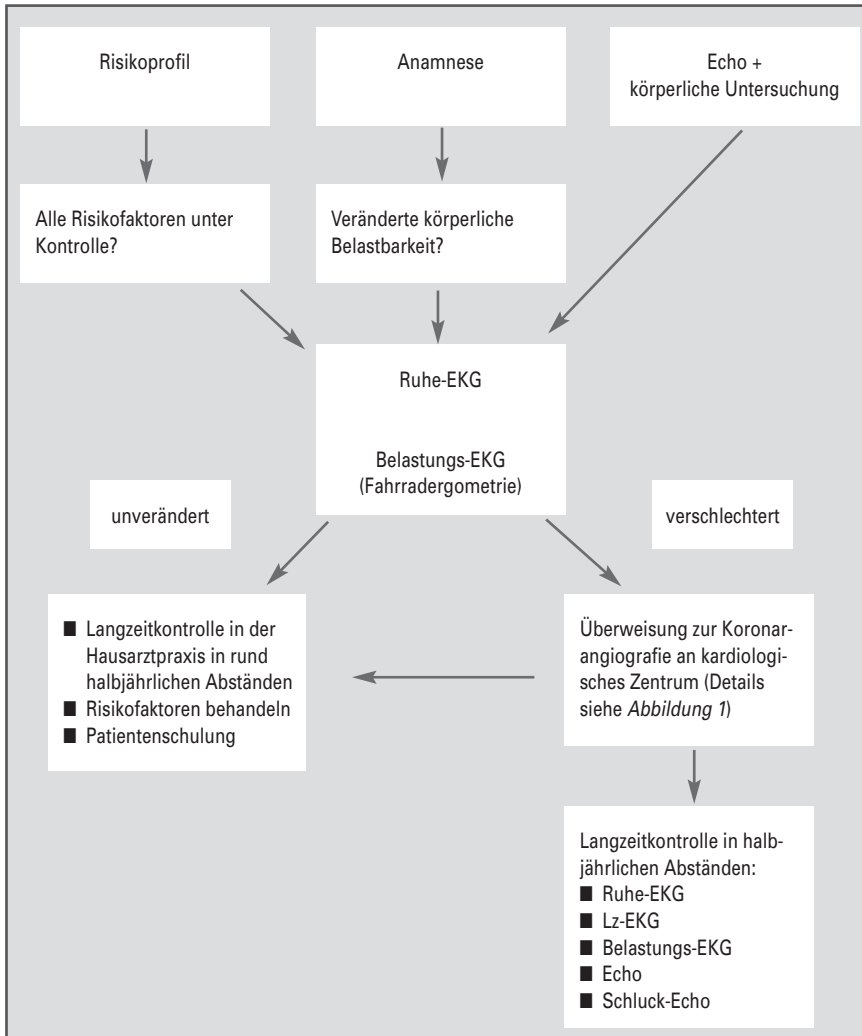 Risikoprofil
Anamnese
Echo +
körperliche Untersuchung
Alle Risikofaktoren unter
Kontrolle?
Veränderte körperliche
Belastbarkeit?
Ruhe-EKG
Belastungs-EKG
(Fahrradergometrie)
unverändert
verschlechtert
■ Langzeitkontrolle in der
Hausarztpraxis in rund
halbjährlichen Abständen
■ Risikofaktoren behandeln
■ Patientenschulung
Überweisung zur Koronar-
angiografie an kardiologi-
sches Zentrum (Details
siehe Abbildung 1)
Langzeitkontrolle in halb-
jährlichen Abständen:
■ Ruhe-EKG
■ Lz-EKG
■ Belastungs-EKG
■ Echo
■ Schluck-Echo